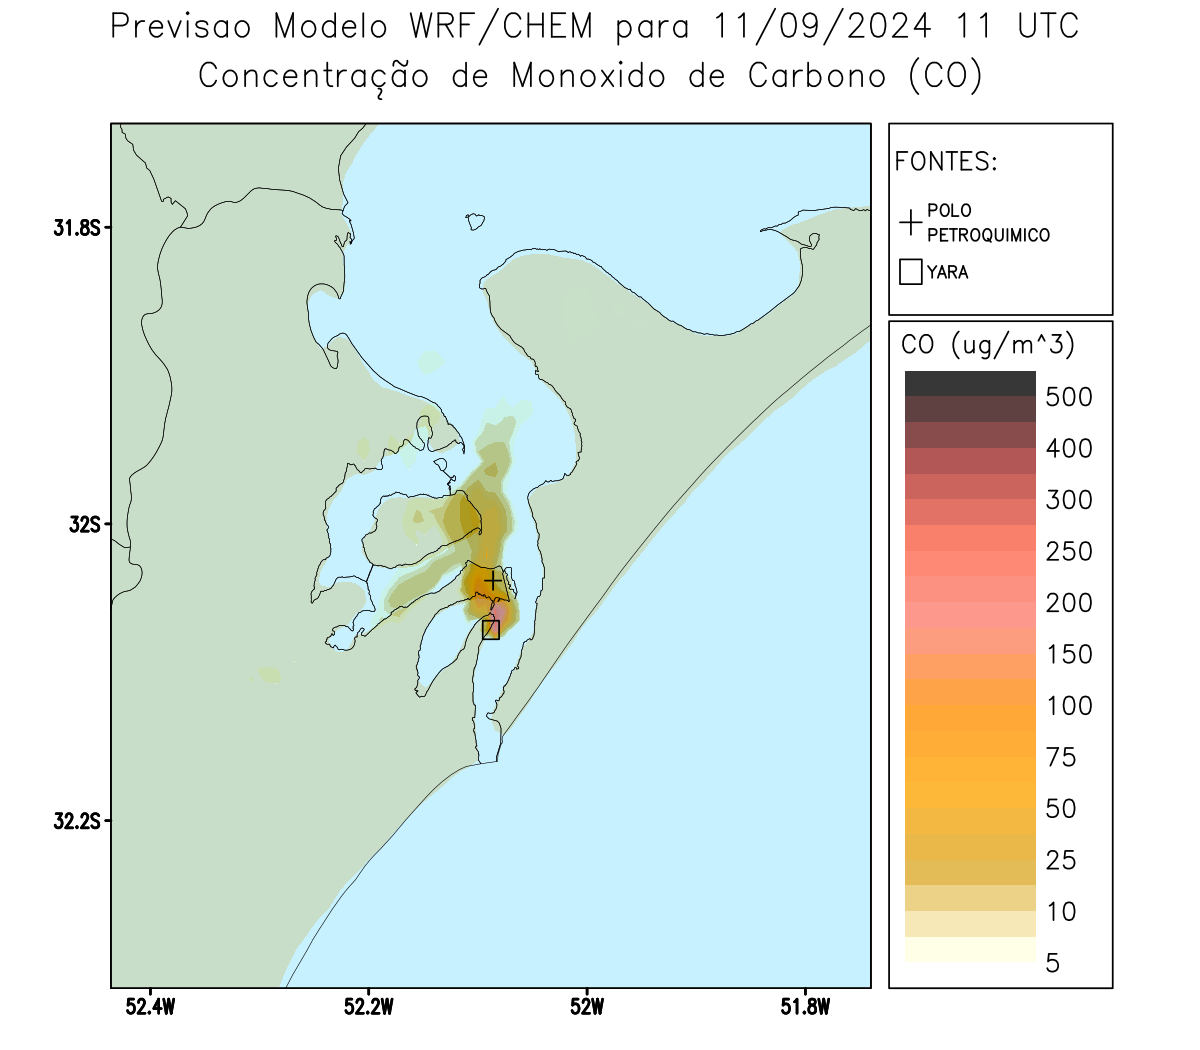 Previsao Modelo WRF/CHEM para 11/09/2024 11 UTC
Concentração de Monoxido de Carbono (CO)
FONTES:
POLO
PETROQUIMICO
YARA
CO (ug/m^3)
500
400
300
250
200
150
100
75
50
25
10
5
31.8S
32S
32.2S
52.4W
52.2W
52W
51.8W